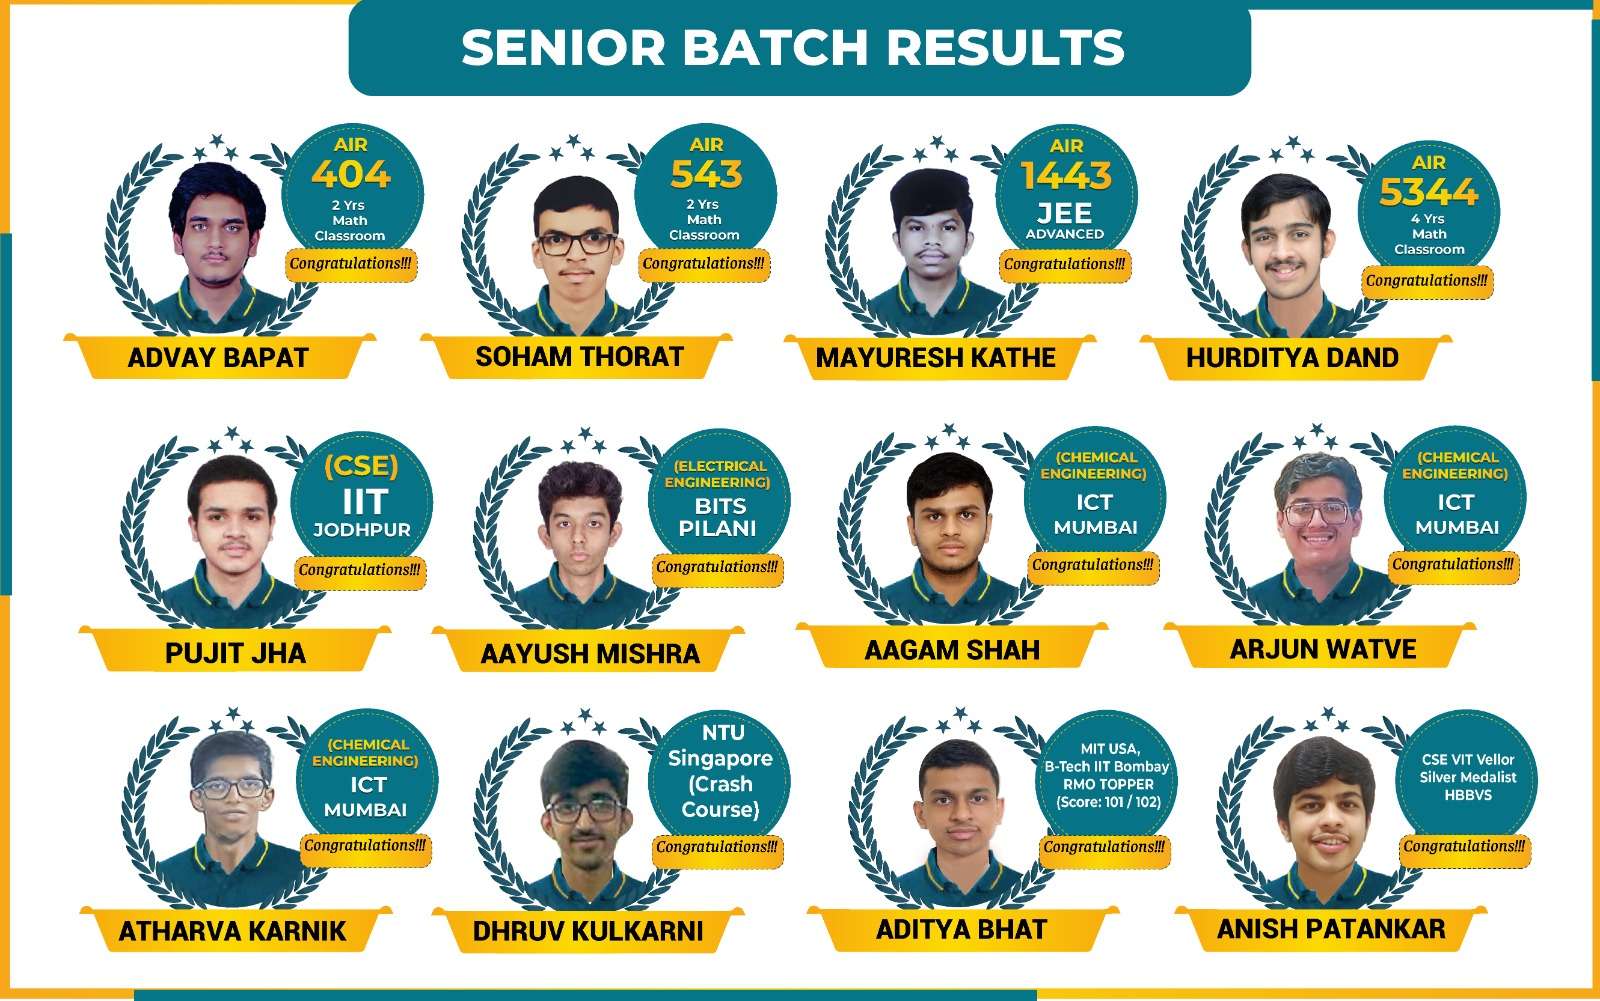 SENIOR BATCH RESULTS
AIR
404
2 Yrs
Math
Classroom
Congratulations!!!
ADVAY BAPAT
AIR
543
2 Yrs
Math
Classroom
Congratulations!!!
SOHAM THORAT
AIR
1443
JEE
ADVANCED
Congratulations!!!
MAYURESH KATHE
AIR
5344
4 Yrs
Math
Classroom
Congratulations!!!
HURDITYA DAND
(CSE)
IIT
JODHPUR
Congratulations!!!
PUJIT JHA
(ELECTRICAL
ENGINEERING)
BITS
PILANI
Congratulations!!!
AAYUSH MISHRA
(CHEMICAL
ENGINEERING)
ICT
MUMBAI
Congratulations!!!
AAGAM SHAH
(CHEMICAL
ENGINEERING)
ICT
MUMBAI
Congratulations!!!
ARJUN WATVE
(CHEMICAL
ENGINEERING)
ICT
MUMBAI
Congratulations!!!
ATHARVA KARNIK
NTU
Singapore
(Crash
Course)
Congratulations!!!
DHRUV KULKARNI
MIT USA,
B-Tech IIT Bombay
RMO TOPPER
(Score: 101 / 102)
Congratulations!!!
ADITYA BHAT
CSE VIT Vellor
Silver Medalist
HBBVS
Congratulations!!!
ANISH PATANKAR